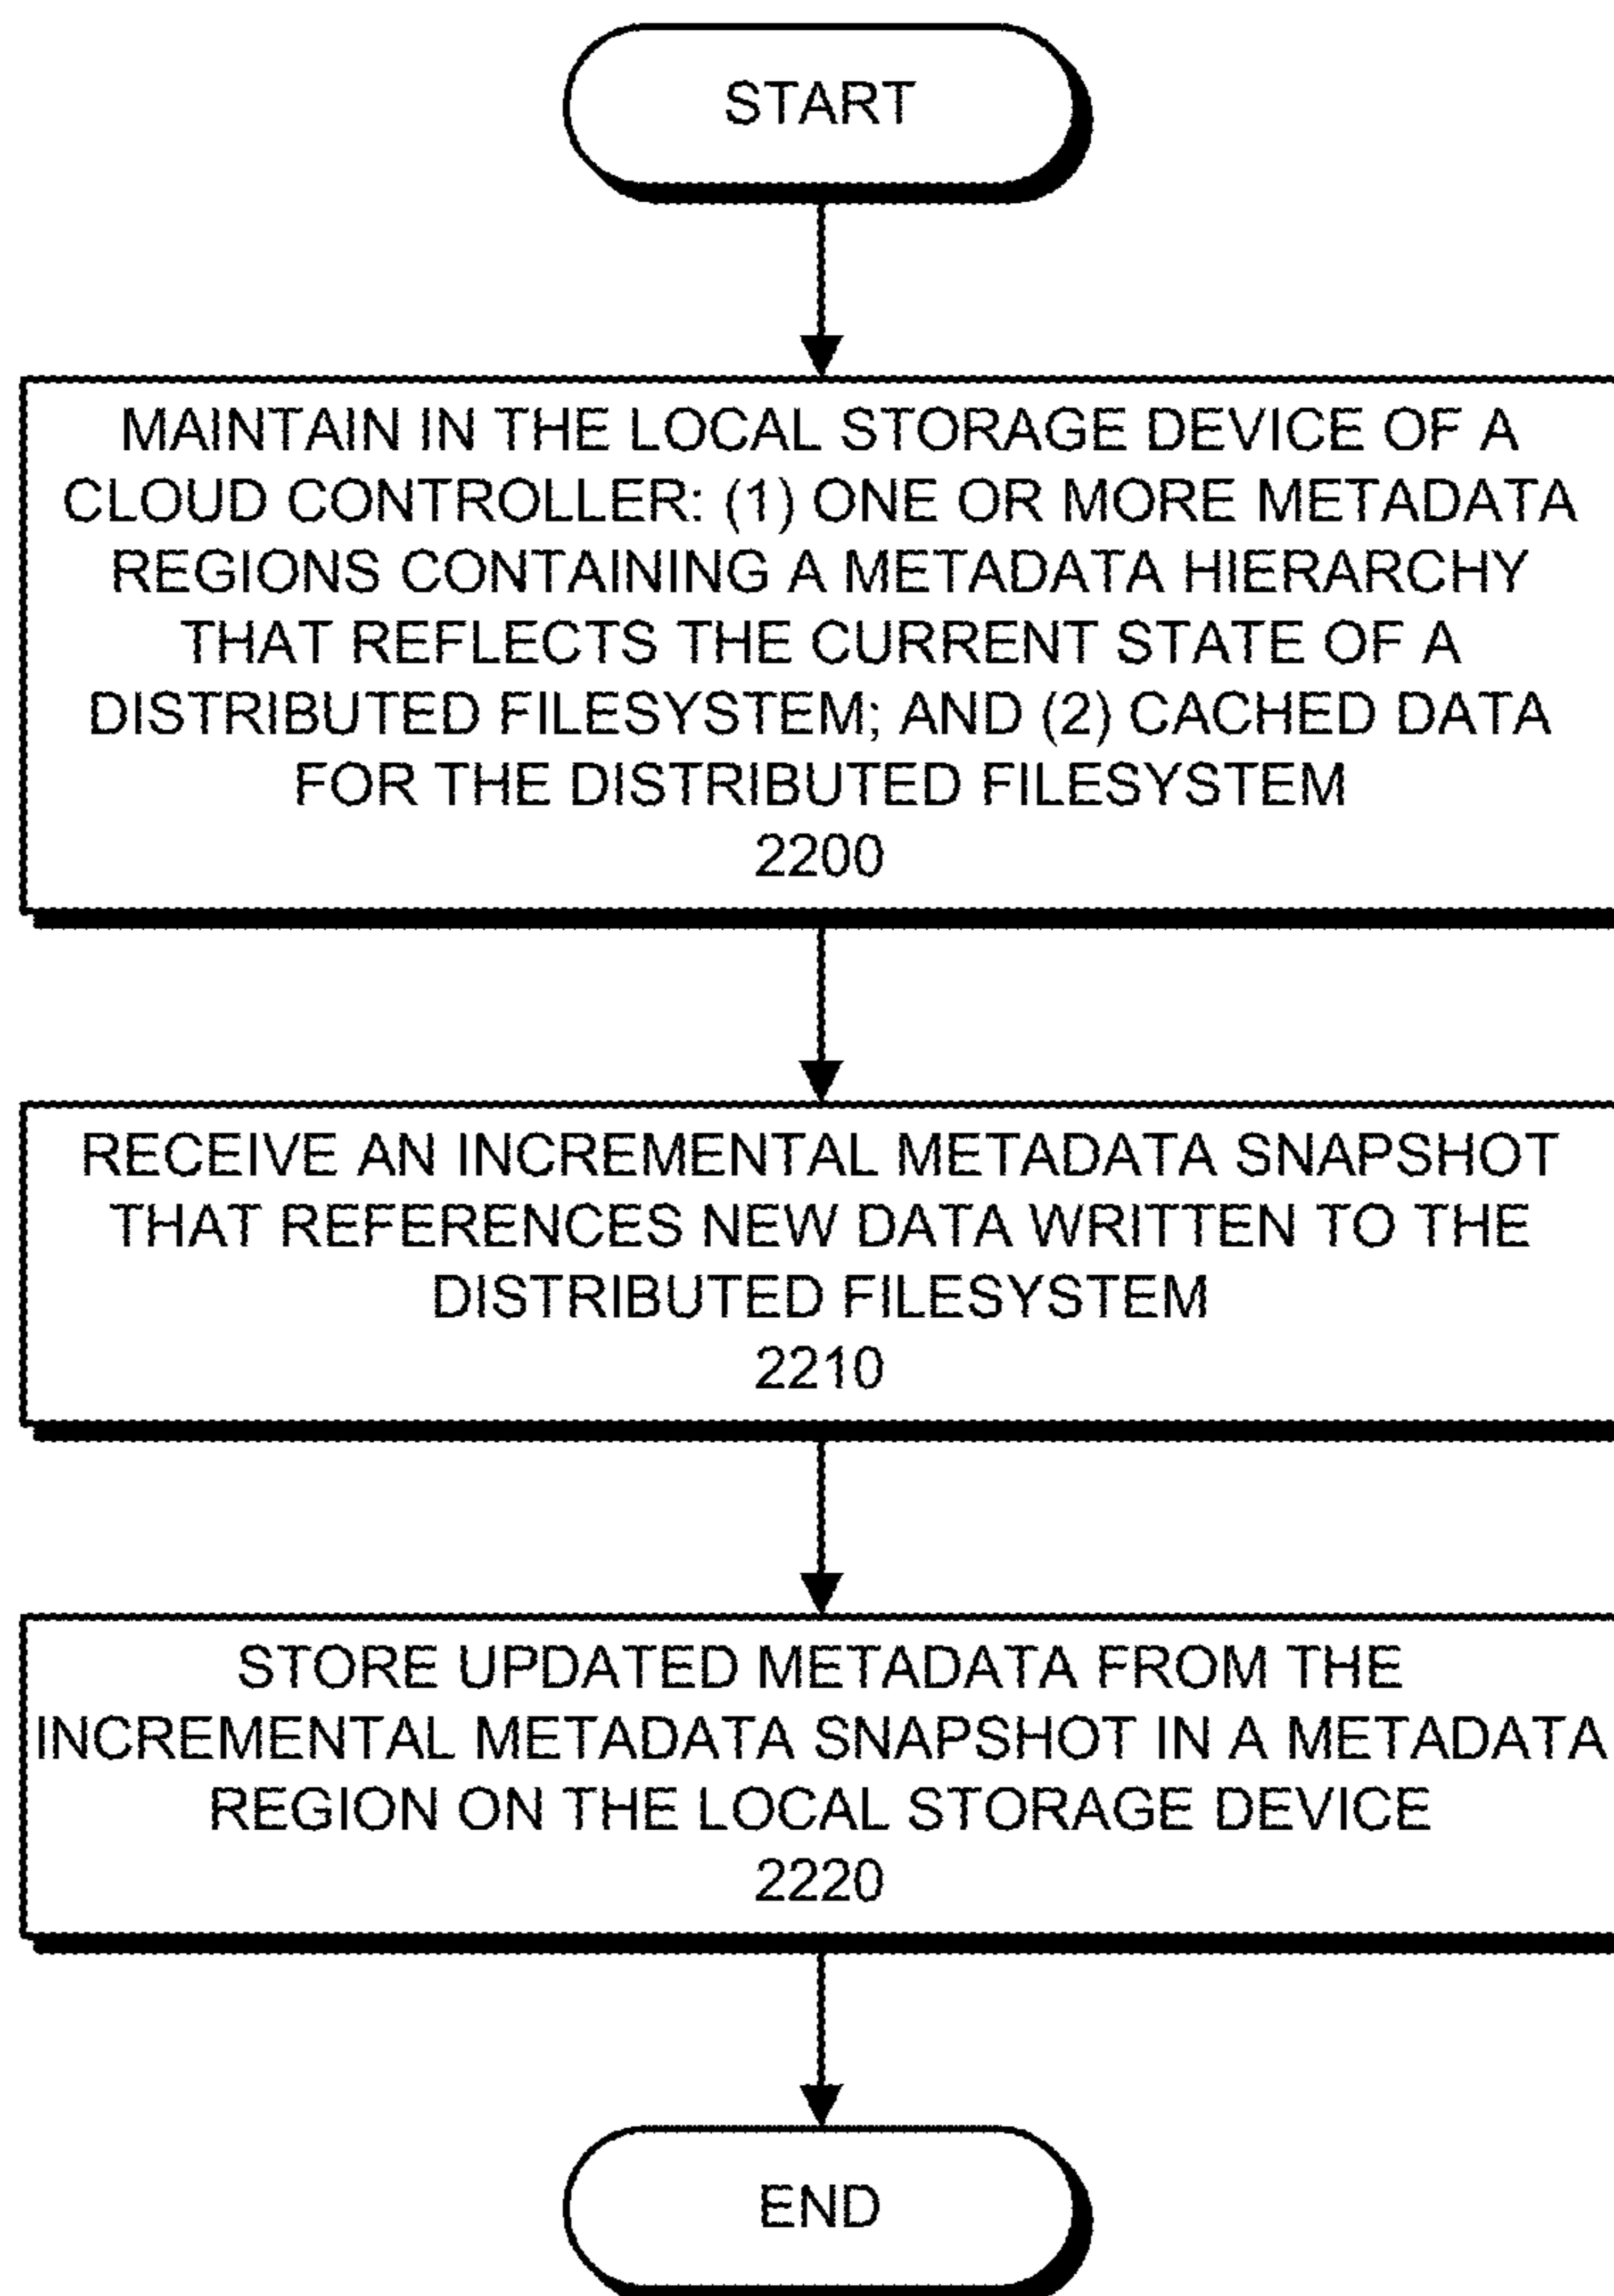 START
MAINTAIN IN THE LOCAL STORAGE DEVICE OF A
CLOUD CONTROLLER: (1) ONE OR MORE METADATA
REGIONS CONTAINING A METADATA HIERARCHY
THAT REFLECTS THE CURRENT STATE OF A
DISTRIBUTED FILESYSTEM; AND (2) CACHED DATA
FOR THE DISTRIBUTED FILESYSTEM
2200
RECEIVE AN INCREMENTAL METADATA SNAPSHOT
THAT REFERENCES NEW DATA WRITTEN TO THE
DISTRIBUTED FILESYSTEM
2210
STORE UPDATED METADATA FROM THE
INCREMENTAL METADATA SNAPSHOT IN A METADATA
REGION ON THE LOCAL STORAGE DEVICE
2220
END